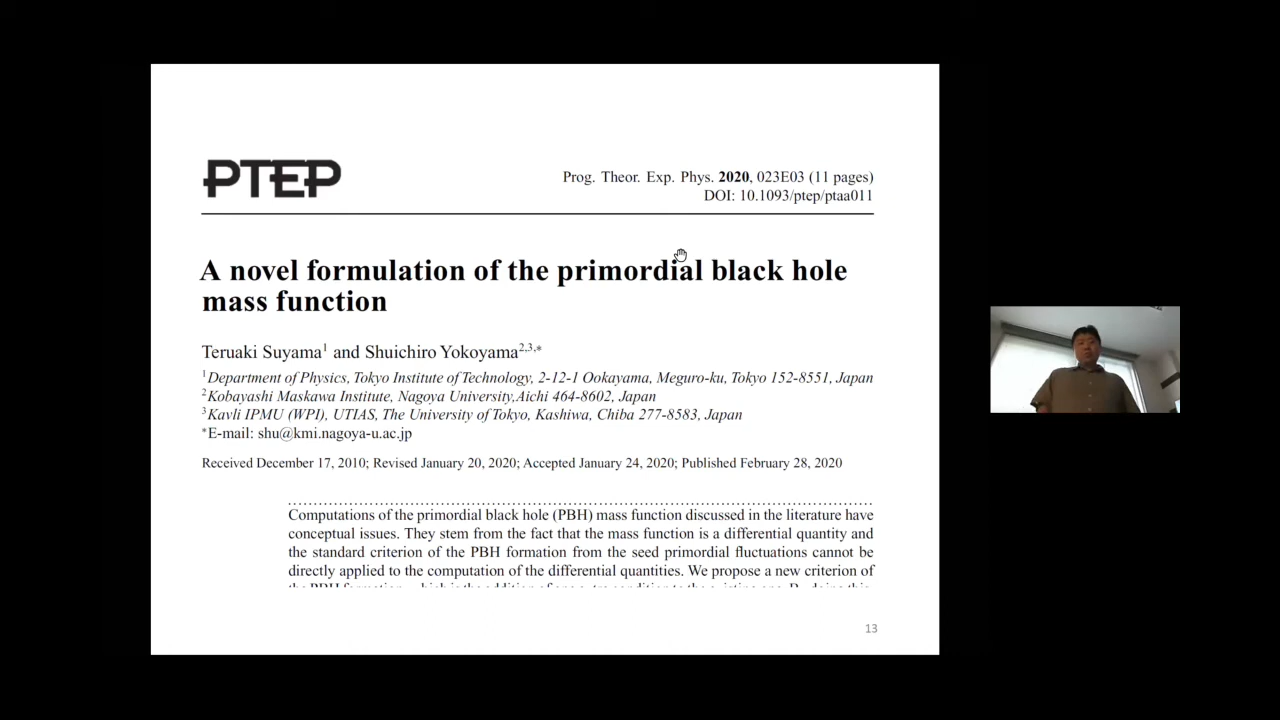 PTEP
Prog. Theor. Exp. Phys. 2020, 023E03 (11 pages)
DOI: 10.1093/ptep/ptaa011
A novel formulation of the primordial black hole
mass function
Teruaki Suyama1 and Shuichiro Yokoyama2,3,*
1Department of Physics, Tokyo Institute of Technology, 2-12-1 Ookayama, Meguro-ku, Tokyo 152-8551, Japan
2Kobayashi Maskawa Institute, Nagoya University,Aichi 464-8602, Japan
3Kavli IPMU (WPI), UTIAS, The University of Tokyo, Kashiwa, Chiba 277-8583, Japan
*E-mail: shu@kmi.nagoya-u.ac.jp
Received December 17, 2010; Revised January 20, 2020; Accepted January 24, 2020; Published February 28, 2020
Computations of the primordial black hole (PBH) mass function discussed in the literature have
conceptual issues. They stem from the fact that the mass function is a differential quantity and
the standard criterion of the PBH formation from the seed primordial fluctuations cannot be
directly applied to the computation of the differential quantities. We propose a new criterion of
13